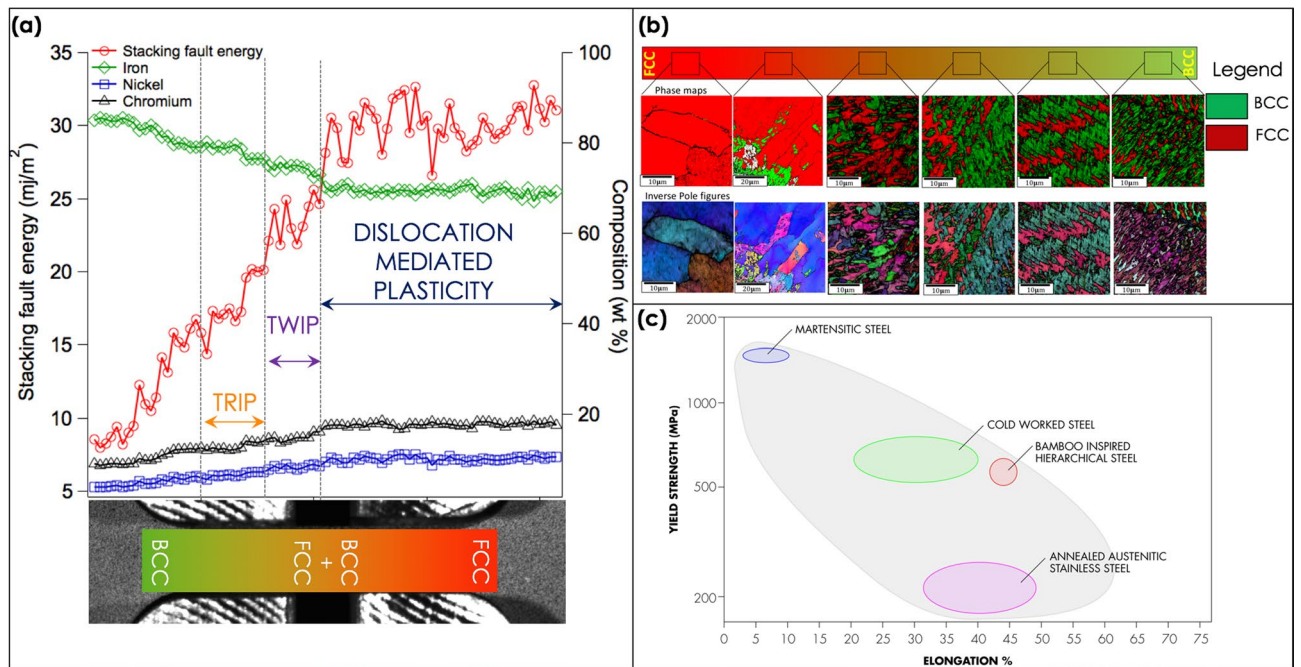 (a)
35
30
25
20
15
10
5
Stacking fault energy (mj/m²)
Stacking fault energy
Iron
Nickel
Chromium
100
80
60
40
20
Composition (wt %)
DISLOCATION
MEDIATED
PLASTICITY
TWIP
TRIP
BCC
FCC + BCC
FCC
(b)
FCC
BCC
Phase maps
10µm
20µm
10µm
10µm
10µm
10µm
Inverse Pole figures
10µm
20µm
10µm
10µm
10µm
10µm
Legend
BCC
FCC
(c)
2000
1000
500
200
YIELD STRENGTH (MPa)
MARTENSITIC STEEL
COLD WORKED STEEL
BAMBOO INSPIRED
HIERARCHICAL STEEL
ANNEALED AUSTENITIC
STAINLESS STEEL
0 5 10 15 20 25 30 35 40 45 50 55 60 65 70 75
ELONGATION %